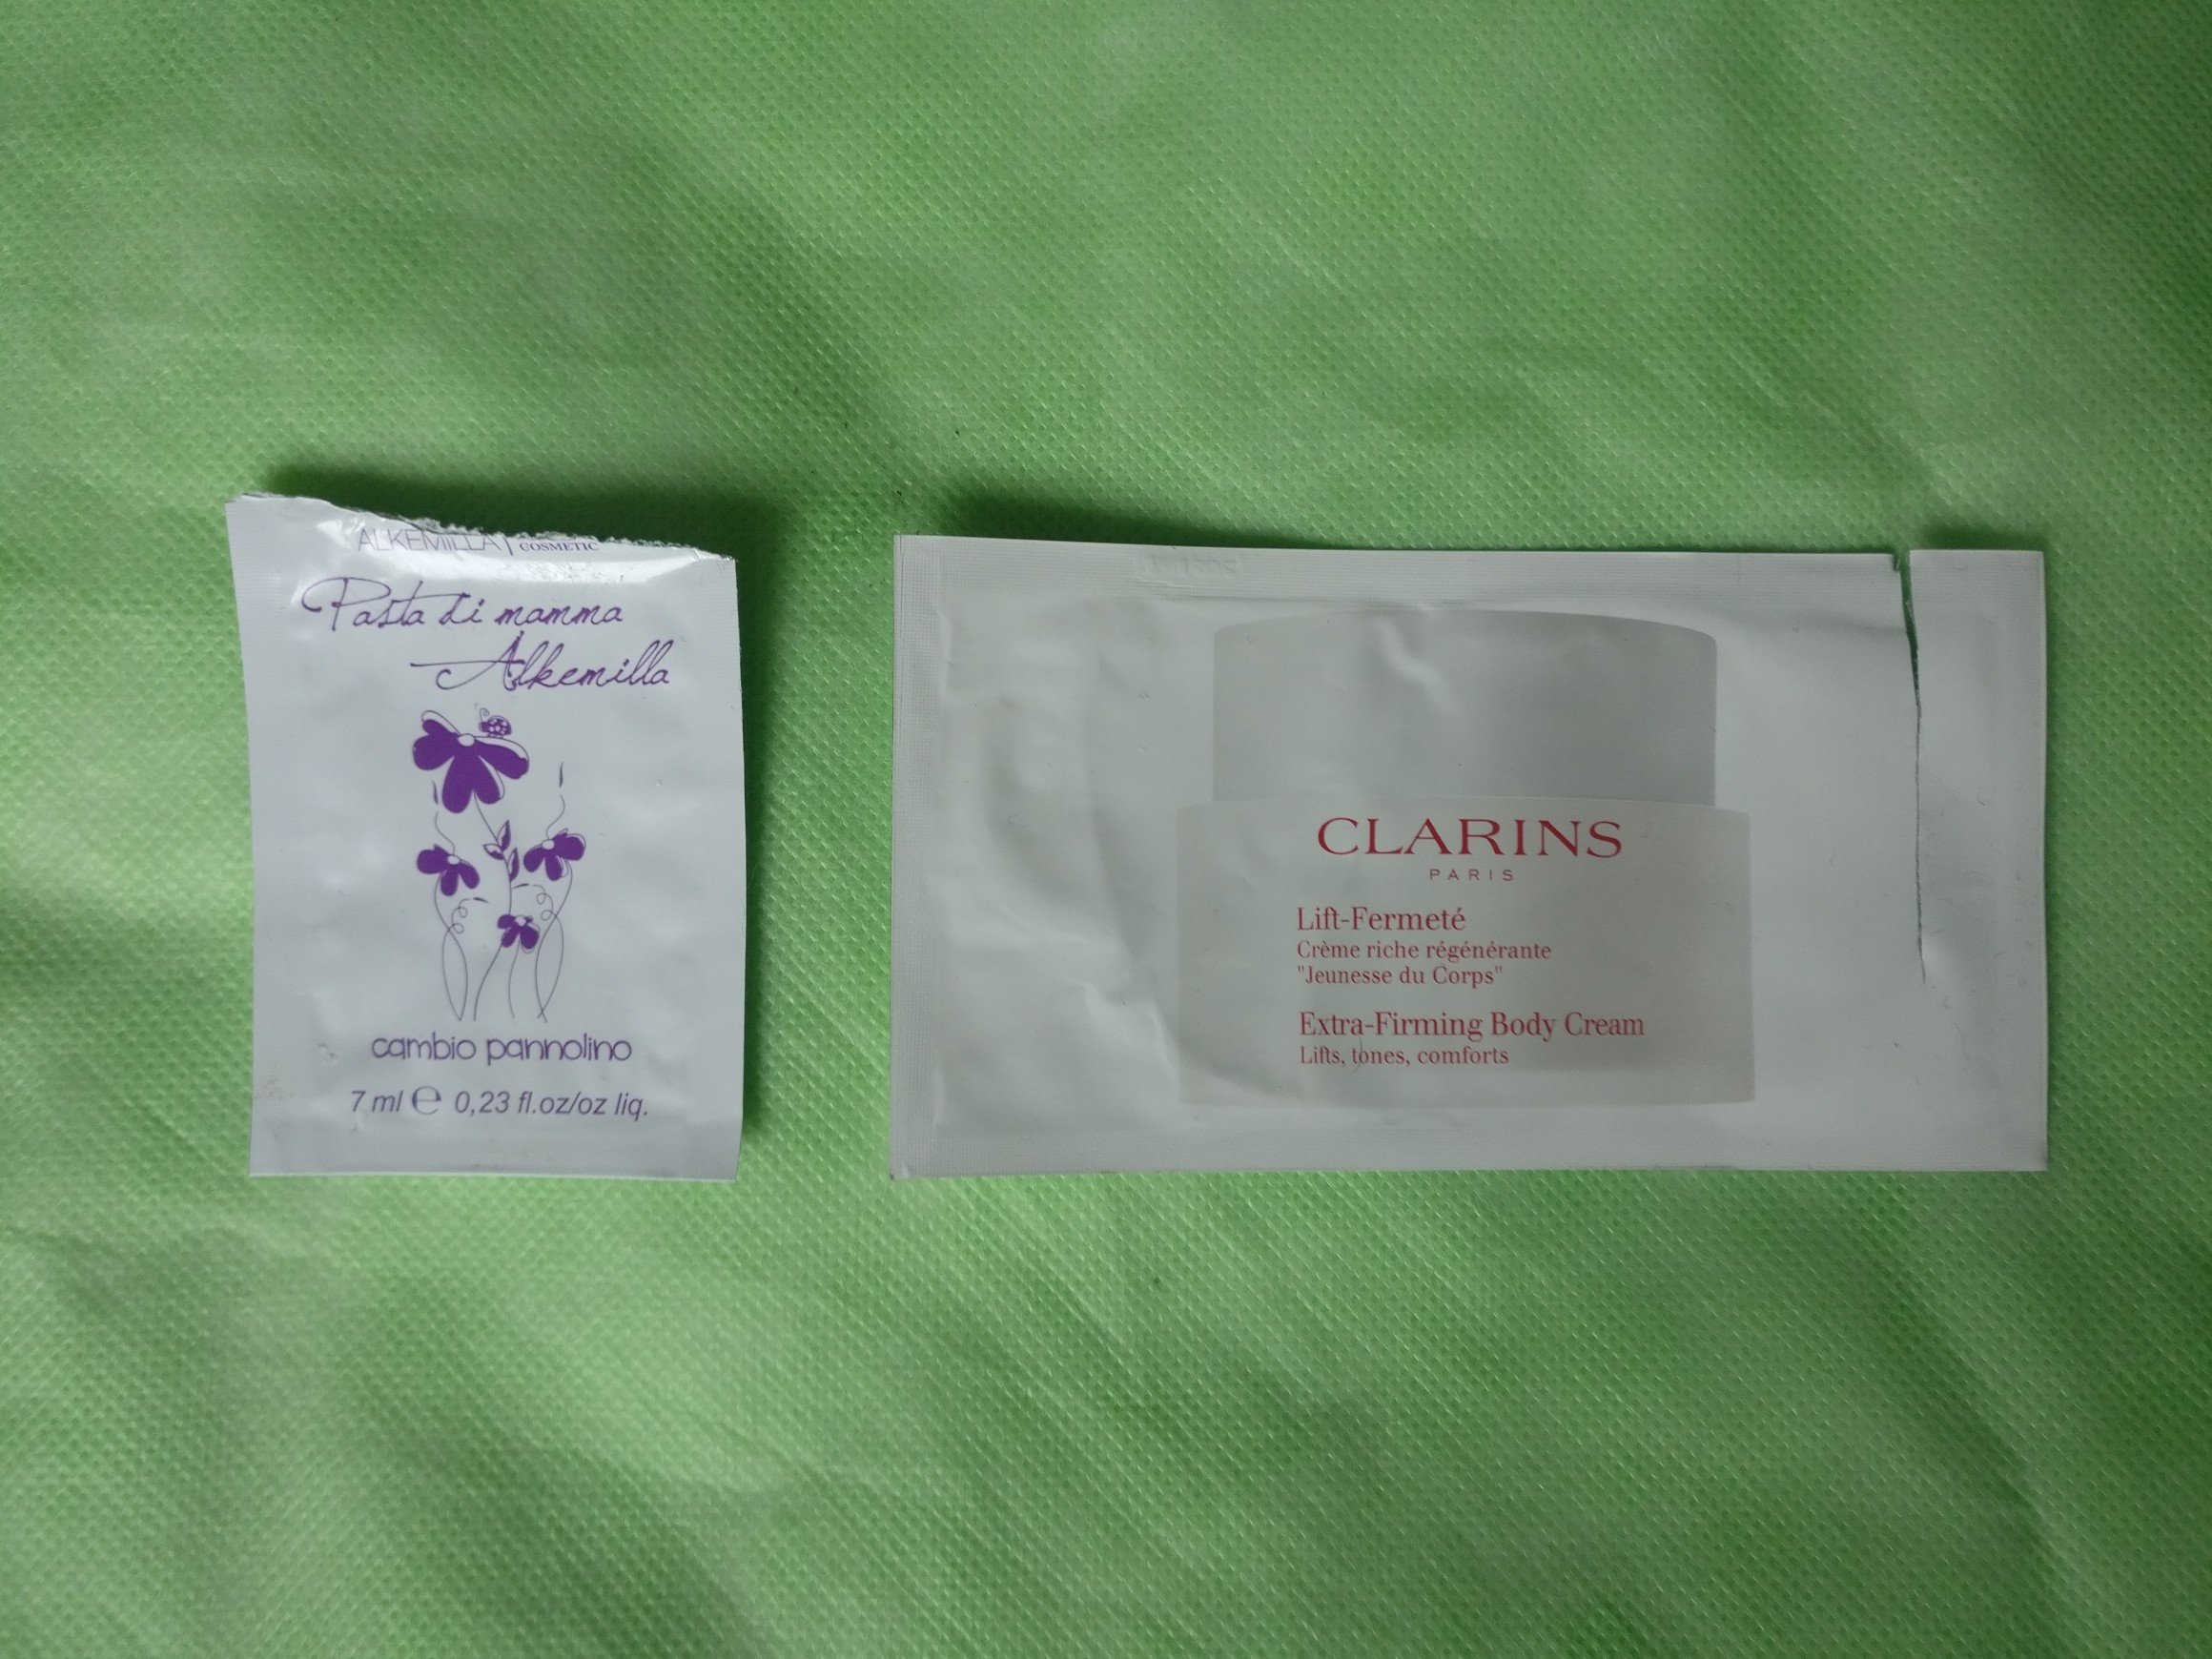 ALKEMILLA | COSMETIC
Pasta di mamma
Alkemilla
cambio pannolino
7 ml ℮ 0,23 fl.oz/oz liq.
CLARINS
PARIS
Lift-Fermeté
Crème riche régénérante
"Jeunesse du Corps"
Extra-Firming Body Cream
Lifts, tones, comforts